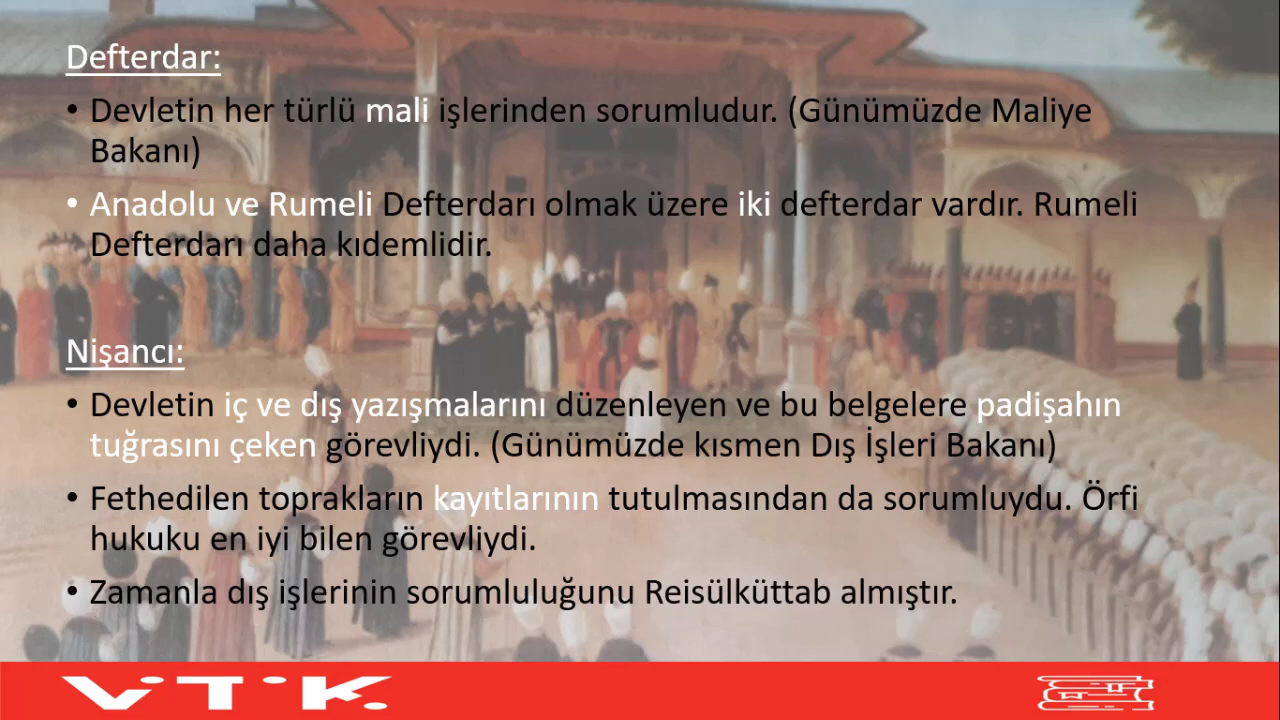 Defterdar:
• Devletin her türlü mali işlerinden sorumludur. (Günümüzde Maliye
Bakanı)
• Anadolu ve Rumeli Defterdarı olmak üzere iki defterdar vardır. Rumeli
Defterdarı daha kıdemlidir.
Nişancı:
• Devletin iç ve dış yazışmalarını düzenleyen ve bu belgelere padişahın
tuğrasını çeken görevliydi. (Günümüzde kısmen Dış İşleri Bakanı)
• Fethedilen toprakların kayıtlarının tutulmasından da sorumluydu. Örfi
hukuku en iyi bilen görevliydi.
• Zamanla dış işlerinin sorumluluğunu Reisülküttab almıştır.
VTK